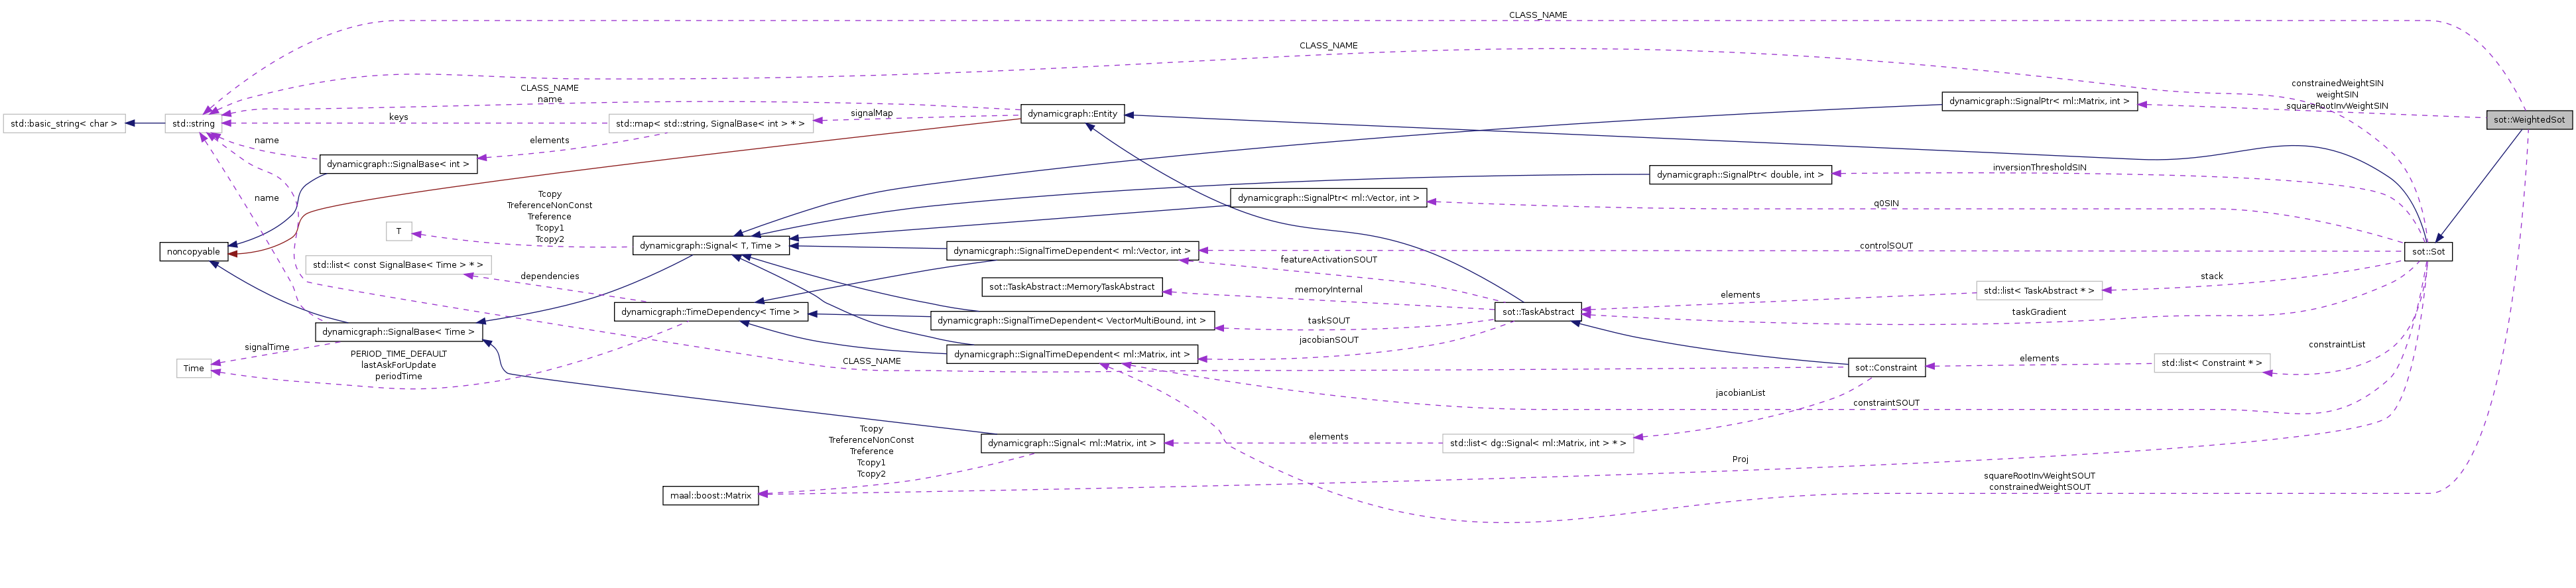 CLASS_NAME
CLASS_NAME
constrainedWeightSIN
weightSIN
squareRootInvWeightSIN
CLASS_NAME
name
dynamicgraph::SignalPtr< ml::Matrix, int >
signalMap
dynamicgraph::Entity
keys
std::basic_string< char >
std::string
std::map< std::string, SignalBase< int > * >
sot::WeightedSot
name
elements
dynamicgraph::SignalBase< int >
inversionThresholdSIN
dynamicgraph::SignalPtr< double, int >
name
Tcopy
TreferenceNonConst
Treference
Tcopy1
Tcopy2
dynamicgraph::SignalPtr< ml::Vector, int >
q0SIN
T
noncopyable
dynamicgraph::Signal< T, Time >
dynamicgraph::SignalTimeDependent< ml::Vector, int >
controlSOUT
sot::Sot
std::list< const SignalBase< Time > * >
dependencies
featureActivationSOUT
stack
sot::TaskAbstract::MemoryTaskAbstract
memoryInternal
elements
std::list< TaskAbstract * >
dynamicgraph::TimeDependency< Time >
sot::TaskAbstract
taskGradient
dynamicgraph::SignalTimeDependent< VectorMultiBound, int >
taskSOUT
dynamicgraph::SignalBase< Time >
jacobianSOUT
signalTime
PERIOD_TIME_DEFAULT
lastAskForUpdate
periodTime
dynamicgraph::SignalTimeDependent< ml::Matrix, int >
constraintList
CLASS_NAME
elements
Time
sot::Constraint
std::list< Constraint * >
jacobianList
constraintSOUT
Tcopy
TreferenceNonConst
Treference
Tcopy1
Tcopy2
dynamicgraph::Signal< ml::Matrix, int >
elements
std::list< dg::Signal< ml::Matrix, int > * >
Proj
maal::boost::Matrix
squareRootInvWeightSOUT
constrainedWeightSOUT